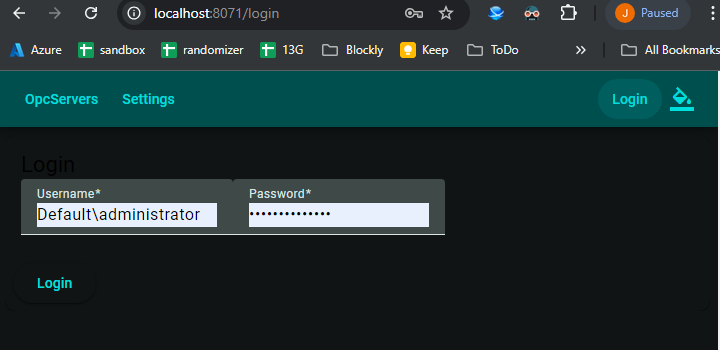 localhost:8071/login
J Paused
Azure sandbox randomizer 13G Blockly Keep ToDo » All Bookmarks
OpcServers Settings Login
Login
Username* Password*
Default\administrator ••••••••••••••
Login